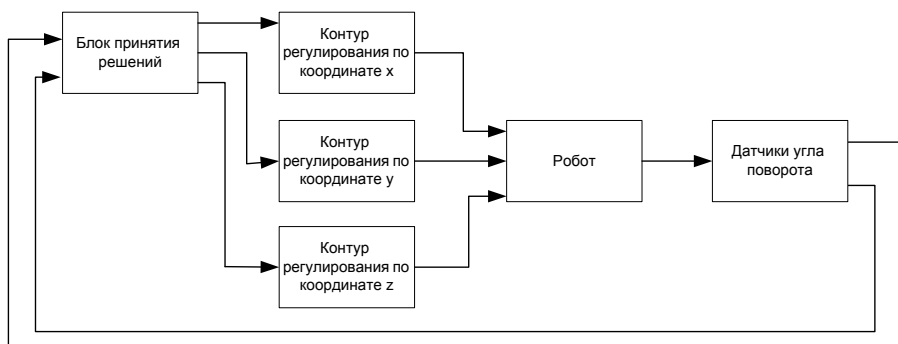 Блок принятия
решений
Контур
регулирования по
координате x
Контур
регулирования по
координате y
Контур
регулирования по
координате z
Робот
Датчики угла
поворота